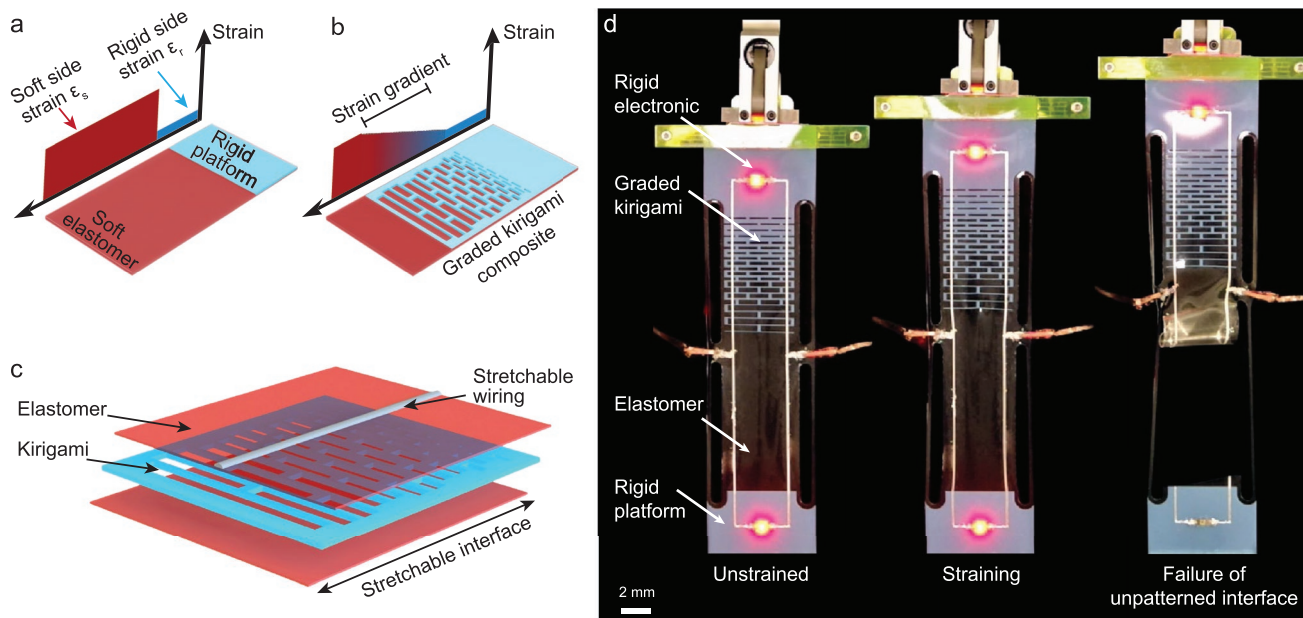 a
Strain
Rigid side
strain εr
Soft side
strain εs
Rigid
platform
Soft
elastomer
b
Strain
Strain gradient
Graded kirigami
composite
c
Elastomer
Kirigami
Stretchable
wiring
Stretchable interface
d
Rigid
electronic
Graded
kirigami
Elastomer
Rigid
platform
2 mm
Unstrained
Straining
Failure of
unpatterned interface